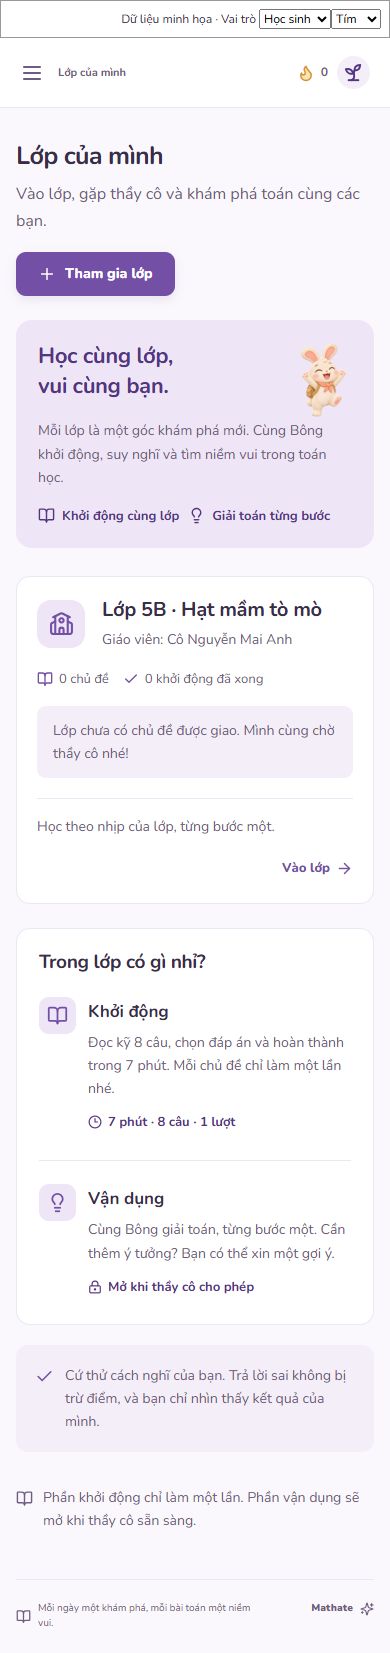 Dữ liệu minh họa · Vai trò Học sinh Tím
Lớp của mình 0
Lớp của mình
Vào lớp, gặp thầy cô và khám phá toán cùng các
bạn.
Tham gia lớp
Học cùng lớp,
vui cùng bạn.
Mỗi lớp là một góc khám phá mới. Cùng Bông
khởi động, suy nghĩ và tìm niềm vui trong toán
học.
Khởi động cùng lớp Giải toán từng bước
Lớp 5B · Hạt mầm tò mò
Giáo viên: Cô Nguyễn Mai Anh
0 chủ đề 0 khởi động đã xong
Lớp chưa có chủ đề được giao. Mình cùng chờ
thầy cô nhé!
Học theo nhịp của lớp, từng bước một.
Vào lớp
Trong lớp có gì nhỉ?
Khởi động
Đọc kỹ 8 câu, chọn đáp án và hoàn thành
trong 7 phút. Mỗi chủ đề chỉ làm một lần
nhé.
7 phút · 8 câu · 1 lượt
Vận dụng
Cùng Bông giải toán, từng bước một. Cần
thêm ý tưởng? Bạn có thể xin một gợi ý.
Mở khi thầy cô cho phép
Cứ thử cách nghĩ của bạn. Trả lời sai không bị
trừ điểm, và bạn chỉ nhìn thấy kết quả của
mình.
Phần khởi động chỉ làm một lần. Phần vận dụng sẽ
mở khi thầy cô sẵn sàng.
Mỗi ngày một khám phá, mỗi bài toán một niềm
vui.
Mathate